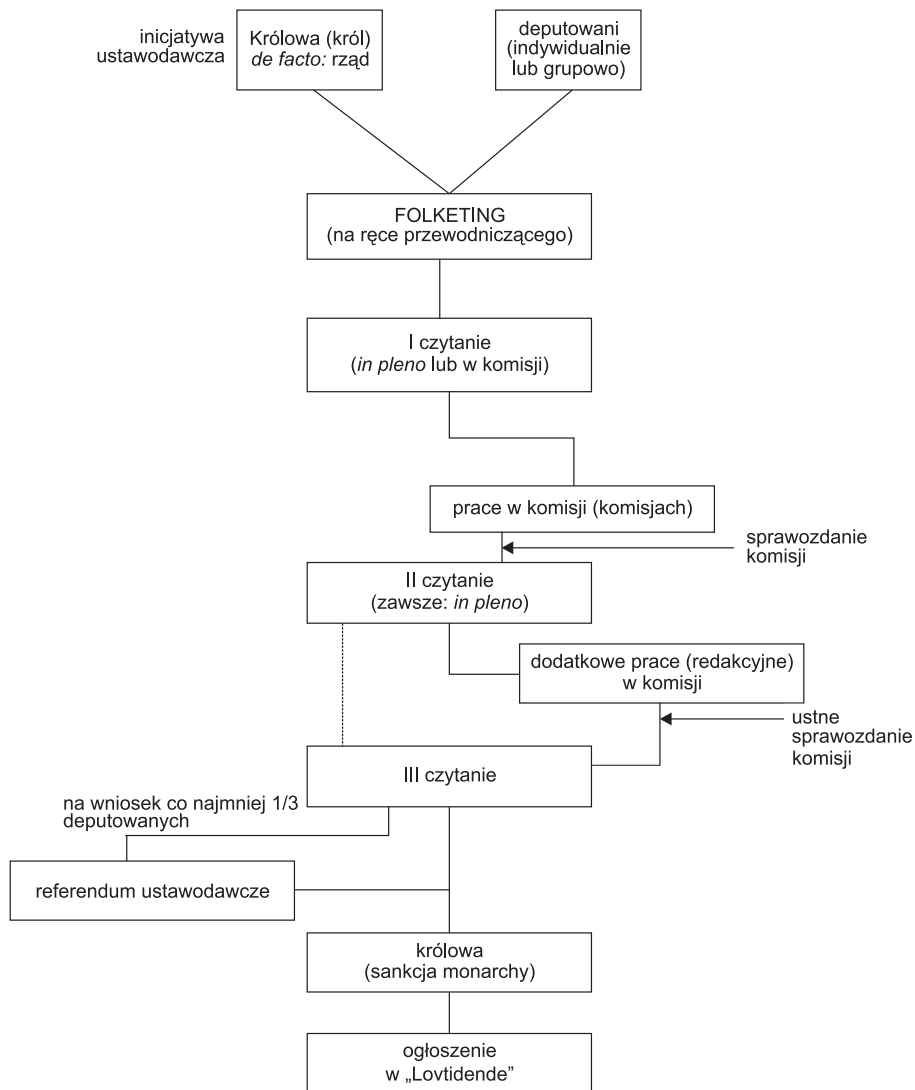 inicjatywa
ustawodawcza
Królowa (król)
de facto: rząd
deputowani
(indywidualnie
lub grupowo)
FOLKETING
(na ręce przewodniczącego)
I czytanie
(in pleno lub w komisji)
prace w komisji (komisjach)
sprawozdanie
komisji
II czytanie
(zawsze: in pleno)
dodatkowe prace (redakcyjne)
w komisji
ustne
sprawozdanie
komisji
III czytanie
na wniosek co najmniej 1/3
deputowanych
referendum ustawodawcze
królowa
(sankcja monarchy)
ogłoszenie
w „Lovtidende”